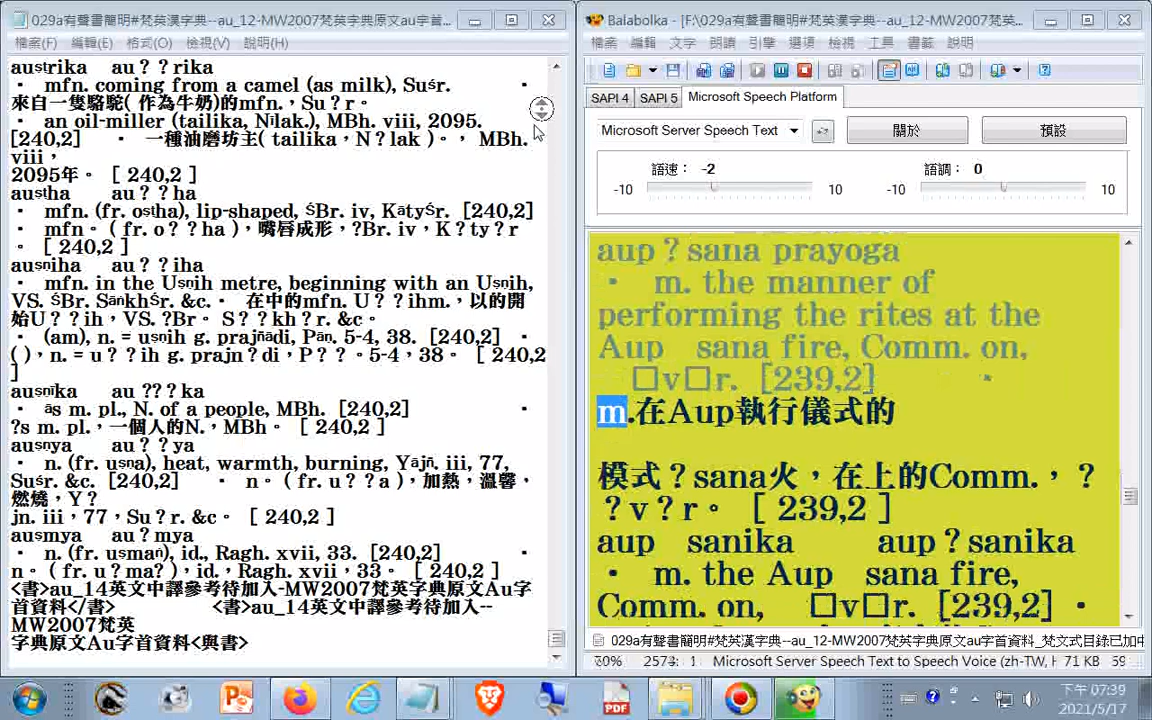 029a有聲書簡明#梵英漢字典--au_12-MW2007梵英字典原文au字首...
檔案(F) 編輯(E) 格式(O) 檢視(V) 說明(H)
auṣṭrika au??rika
• mfn. coming from a camel (as milk), Suśr. •
來自一隻駱駝( 作為牛奶)的mfn.，Su？r。
• an oil-miller (tailika, Nīlak.), MBh. viii, 2095.
[240,2] • 一種油磨坊主( tailika，N？lak )。， MBh.
viii，
2095年。 [ 240,2 ]
auṣṭha au？？ha
• mfn. (fr. oṣṭha), lip-shaped, ŚBr. iv, KātyŚr. [240,2]
• mfn。( fr. o？？ha )，嘴唇成形，?Br. iv，K？ty？r
。 [ 240,2 ]
auṣṇiha au？？iha
• mfn. in the Uṣṇih metre, beginning with an Uṣṇih,
VS. ŚBr. ŚāṅkhŚr. &c. • 在中的mfn. U？？ihm.，以的開
始U？？ih，VS. ?Br。 S？？kh？r. &c。
• (am), n. = uṣṇih g. prajñādi, Pāṇ. 5-4, 38. [240,2]
( )，n. = u？？ih g. prajn？di，P？？。5-4，38。 [ 240,2
]
auṣṇīka au???ka
• ās m. pl., N. of a people, MBh. [240,2] •
?s m. pl.，一個人的N.，MBh。 [ 240,2 ]
auṣṇya au？？ya
• n. (fr. uṣṇa), heat, warmth, burning, Yājñ. iii, 77,
Suśr. &c. [240,2] • n。( fr. u？？a )，加熱，溫馨，
燃燒，Y？
jn. iii，77，Su？r. &c。 [ 240,2 ]
auṣmya au？mya
• n. (fr. uṣman), id., Ragh. xvii, 33. [240,2] •
n。( fr. u？ma?)，id.，Ragh. xvii，33。 [ 240,2 ]
<書>au_14英文中譯參考待加入-MW2007梵英字典原文Au字
首資料</書> <書>au_14英文中譯參考待加入--
MW2007梵英
字典原文Au字首資料<與書>
Balabolka - [F:\029a有聲書簡明#梵英漢字典--au_12-MW2007梵英...
檔案 編輯 文字 朗讀 引擎 選項 檢視 工具 書籤 說明
SAPI 4 SAPI 5 Microsoft Speech Platform
Microsoft Server Speech Text 關於 預設
語速： -2 語調： 0
-10 10 -10 10
aup？sana prayoga
• m. the manner of
performing the rites at the
Aup sana fire, Comm. on,
□v□r. [239,2]
m.在Aup執行儀式的
模式？sana火，在上的Comm.，？
？v？r。 [ 239,2 ]
aup sanika aup？sanika
• m. the Aup sana fire,
Comm. on, □v□r. [239,2] •
029a有聲書簡明#梵英漢字典--au_12-MW2007梵英字典原文au字首資料_梵文式目錄已加中
2573: 1 Microsoft Server Speech Text to Speech Voice (zh-TW, H 71 KB
下午 07:39
2021/5/17